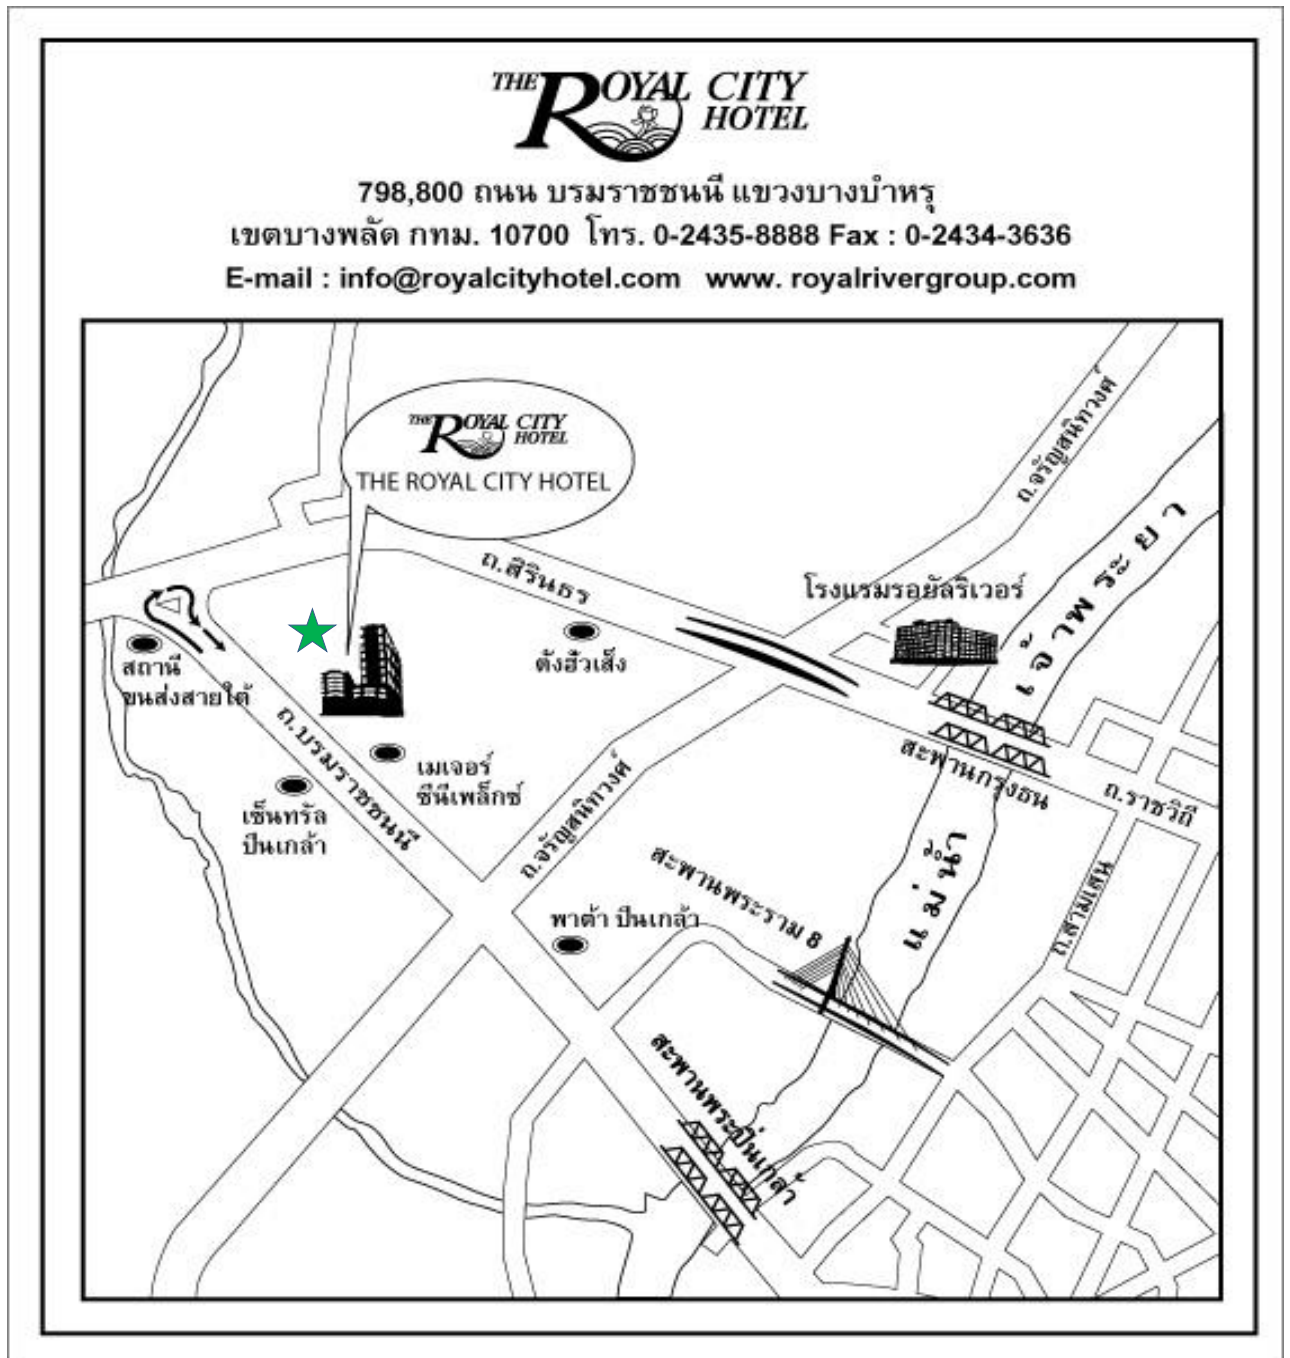 THE ROYAL CITY HOTEL
798,800 ถนน บรมราชชนนี แขวงบางบำหรุ
เขตบางพลัด กทม. 10700 โทร. 0-2435-8888 Fax : 0-2434-3636
E-mail : info@royalcityhotel.com www. royalrivergroup.com
THE ROYAL CITY HOTEL
THE ROYAL CITY HOTEL
ถ.จรัญสนิทวงศ์
ถ.สิรินธร
โรงแรมรอยัลริเวอร์
เจ้าพระยา
ตั้งฮั่วเส็ง
สถานี
ขนส่งสายใต้
ถ.บรมราชชนนี
เมเจอร์
ซีนีเพล็กซ์
เซ็นทรัล
ปิ่นเกล้า
ถ.จรัญสนิทวงศ์
สะพานกรุงธน
ถ.ราชวิถี
แม่น้ำ
สะพานพระราม 8
ถ.สามเสน
พาต้า ปิ่นเกล้า
สะพานพระปิ่นเกล้า